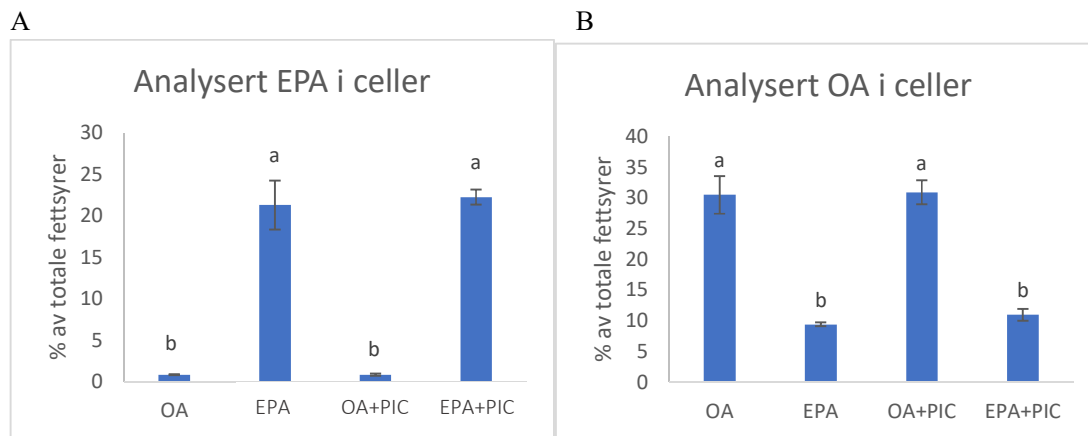 A
B
Analysert EPA i celler
% av totale fettsyrer
30
25
20
15
10
5
0
b
a
b
a
OA
EPA
OA+PIC
EPA+PIC
Analysert OA i celler
% av totale fettsyrer
40
35
30
25
20
15
10
5
0
a
b
a
b
OA
EPA
OA+PIC
EPA+PIC